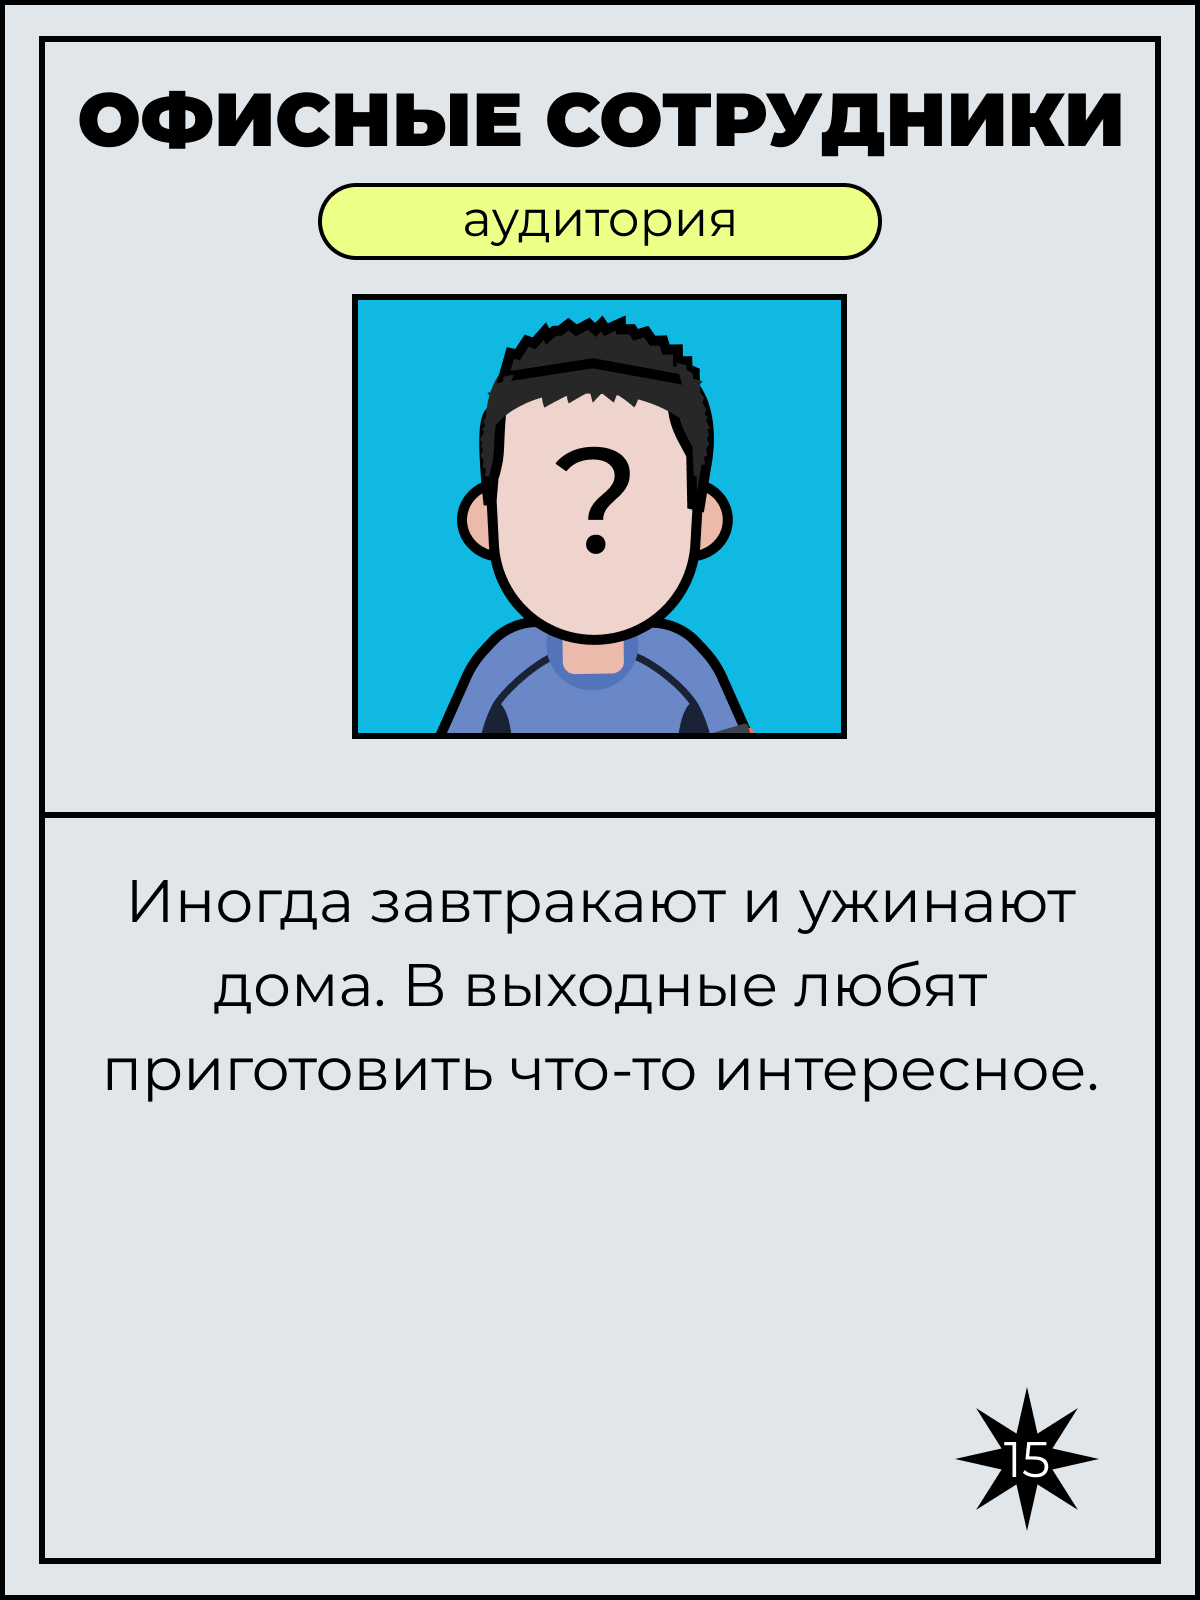 ОФИСНЫЕ СОТРУДНИКИ
аудитория
?
Иногда завтракают и ужинают
дома. В выходные любят
приготовить что-то интересное.
15